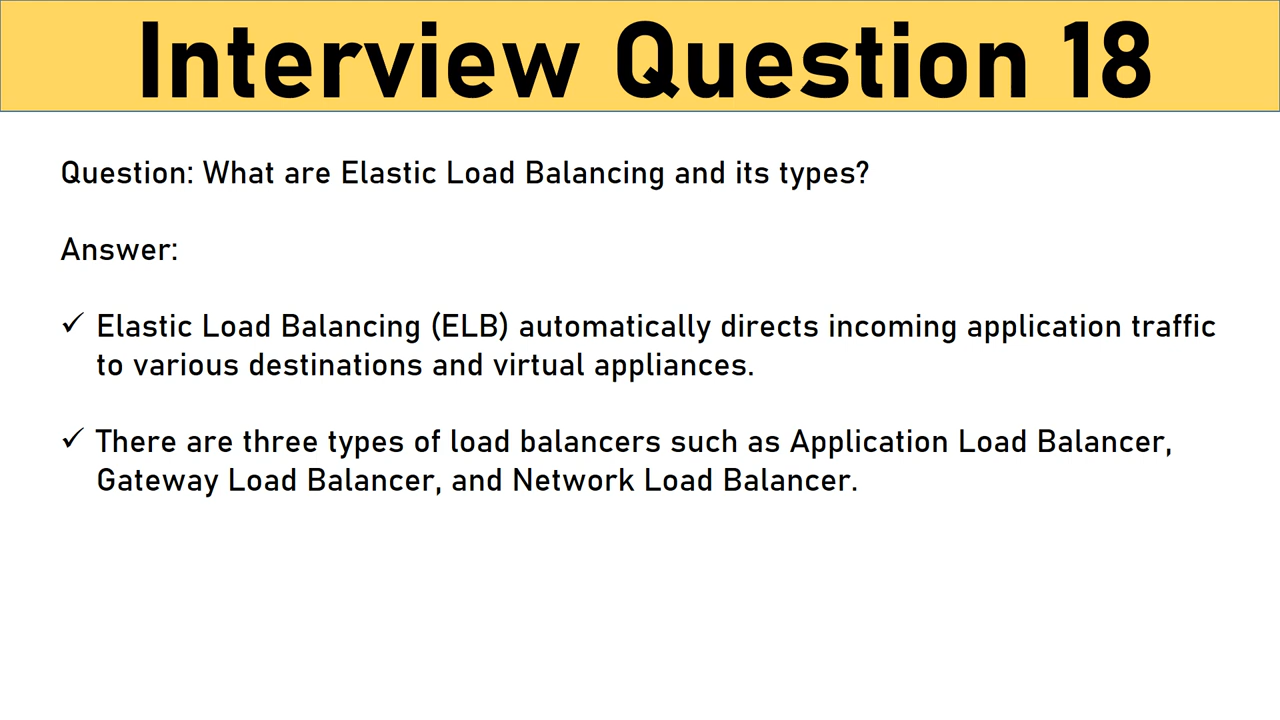 Interview Question 18
Question: What are Elastic Load Balancing and its types?
Answer:
✓ Elastic Load Balancing (ELB) automatically directs incoming application traffic
to various destinations and virtual appliances.
✓ There are three types of load balancers such as Application Load Balancer,
Gateway Load Balancer, and Network Load Balancer.